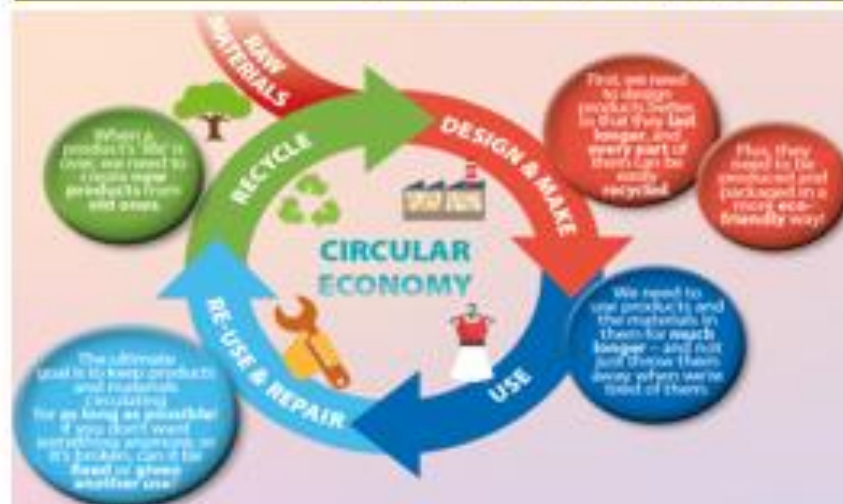 RAW
MATERIALS
RECYCLE
DESIGN & MAKE
USE
RE-USE & REPAIR
CIRCULAR
ECONOMY
When a
product's 'life' is
over, we need to
create new
products from
old ones.
First, we need
to design
products better,
so that they last
longer, and
every part of
them can be
easily
recycled.
Plus, they
need to be
produced and
packaged in a
more eco-
friendly way!
We need to
use products and
the materials in
them for much
longer – and not
just throw them
away when we're
tired of them.
The ultimate
goal is to keep products
and materials
circulating
for as long as possible!
If you don't want
something anymore, or
it's broken, can it be
fixed or given
another use?